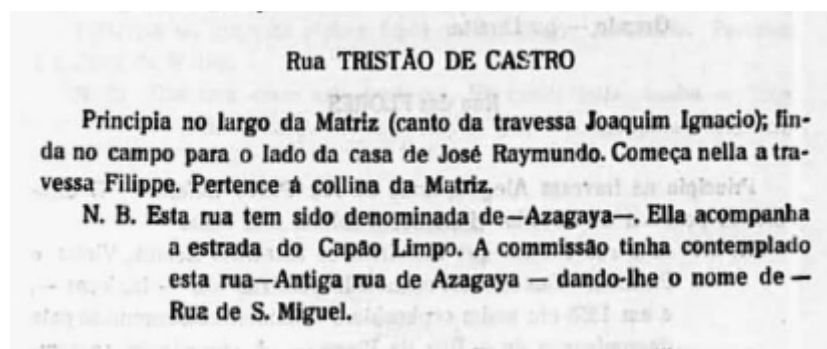 Rua TRISTÃO DE CASTRO
Principia no largo da Matriz (canto da travessa Joaquim Ignacio); fin-
da no campo para o lado da casa de José Raymundo. Começa nella a tra-
vessa Filippe. Pertence á collina da Matriz.
N. B. Esta rua tem sido denominada de—Azagaya—. Ella acompanha
a estrada do Capão Limpo. A commissão tinha contemplado
esta rua—Antiga rua de Azagaya — dando-lhe o nome de —
Rua de S. Miguel.